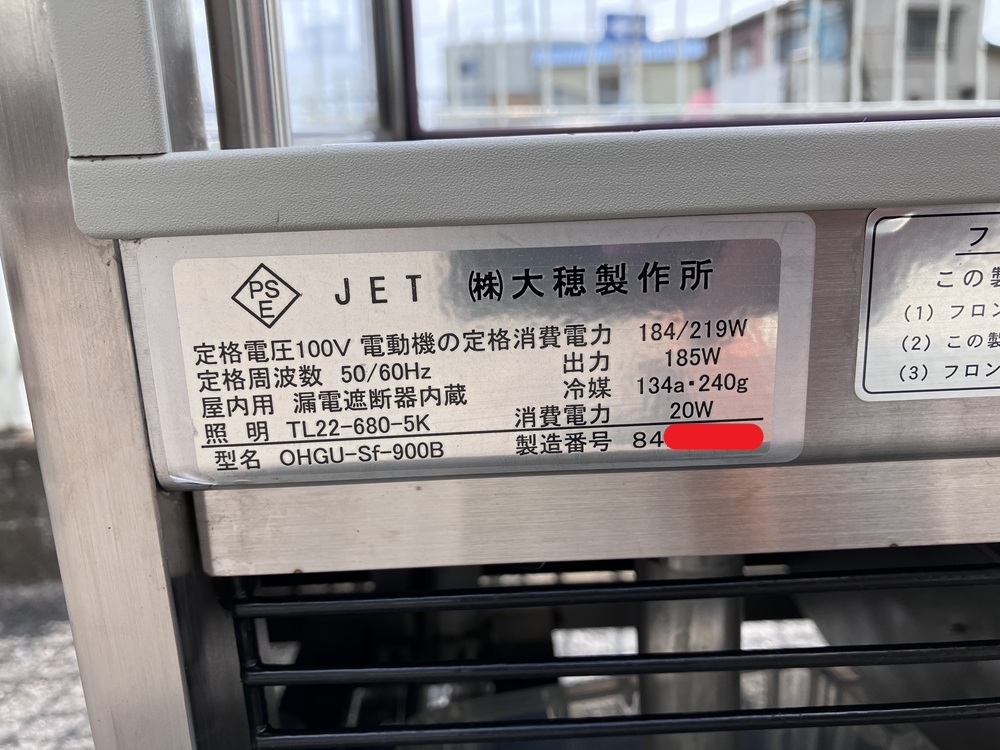 PS
E
JET ㈱大穂製作所
定格電圧100V 電動機の定格消費電力 184/219W
定格周波数 50/60Hz 出力 185W
屋内用 漏電遮断器内蔵 冷媒 134a・240g
照 明 TL22-680-5K 消費電力 20W
型名 OHGU-Sf-900B 製造番号 84
フ
この製
(1) フロン
(2) この製
(3) フロン